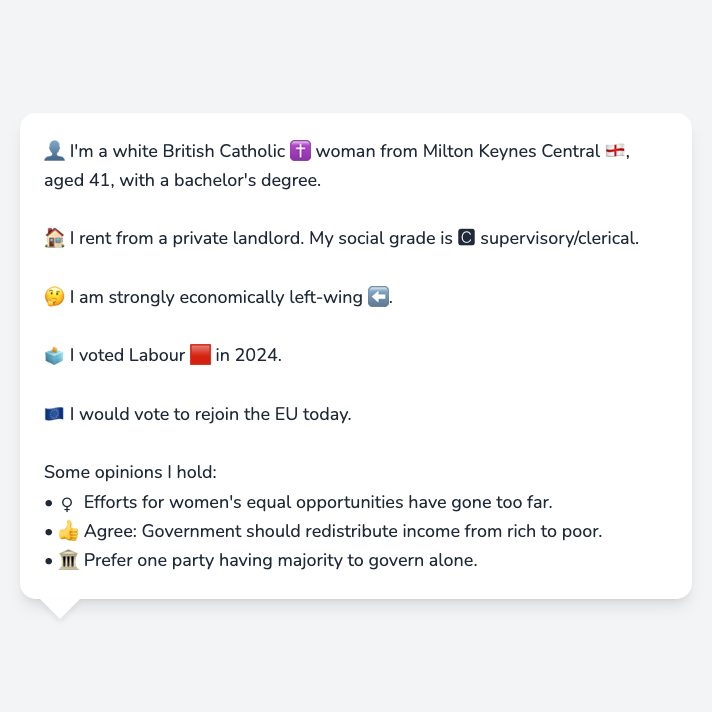 👤 I'm a white British Catholic ✝️ woman from Milton Keynes Central 🏴󠁧󠁢󠁥󠁮󠁧󠁿,
aged 41, with a bachelor's degree.
🏠 I rent from a private landlord. My social grade is 🅲 supervisory/clerical.
🤔 I am strongly economically left-wing ⬅️.
🗳️ I voted Labour 🟥 in 2024.
🇪🇺 I would vote to rejoin the EU today.
Some opinions I hold:
• ♀ Efforts for women's equal opportunities have gone too far.
• 👍 Agree: Government should redistribute income from rich to poor.
• 🏛️ Prefer one party having majority to govern alone.